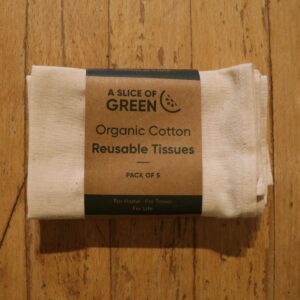 A SLICE OF
GREEN
Organic Cotton
Reusable Tissues
PACK OF 5
For Home · For Travel
For Life